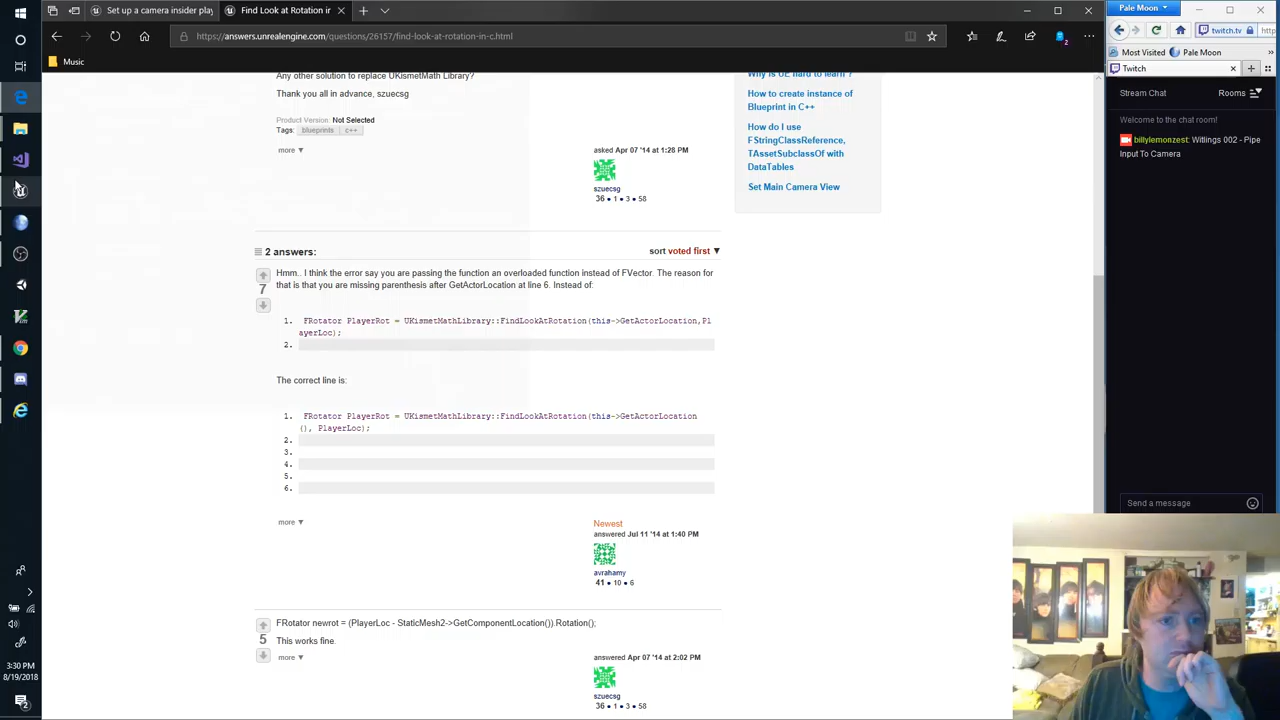 Set up a camera insider play
Find Look at Rotation in
https://answers.unrealengine.com/questions/26157/find-look-at-rotation-in-c.html
Music
Any other solution to replace UKismetMath Library?
Thank you all in advance, szuecsg
Product Version: Not Selected
Tags: blueprints c++
more ▼
asked Apr 07 '14 at 1:28 PM
szuecsg
36 ● 1 ● 3 ● 58
Why is UE hard to learn ?
How to create instance of
Blueprint in C++
How do I use
FStringClassReference,
TAssetSubclassOf with
DataTables
Set Main Camera View
2 answers:
sort voted first ▼
7
Hmm.. I think the error say you are passing the function an overloaded function instead of FVector. The reason for
that is that you are missing parenthesis after GetActorLocation at line 6. Instead of:
1. FRotator PlayerRot = UKismetMathLibrary::FindLookAtRotation(this->GetActorLocation,Pl
ayerLoc);
2.
The correct line is:
1. FRotator PlayerRot = UKismetMathLibrary::FindLookAtRotation(this->GetActorLocation
(), PlayerLoc);
2.
3.
4.
5.
6.
more ▼
Newest
answered Jul 11 '14 at 1:40 PM
avrahamy
41 ● 10 ● 6
5
FRotator newrot = (PlayerLoc - StaticMesh2->GetComponentLocation()).Rotation();
This works fine.
more ▼
answered Apr 07 '14 at 2:02 PM
szuecsg
36 ● 1 ● 3 ● 58
Pale Moon
twitch.tv
http
Most Visited
Pale Moon
Twitch
Stream Chat
Rooms
Welcome to the chat room!
billylemonzest: Witlings 002 - Pipe
Input To Camera
Send a message
3:30 PM
8/19/2018
2
2